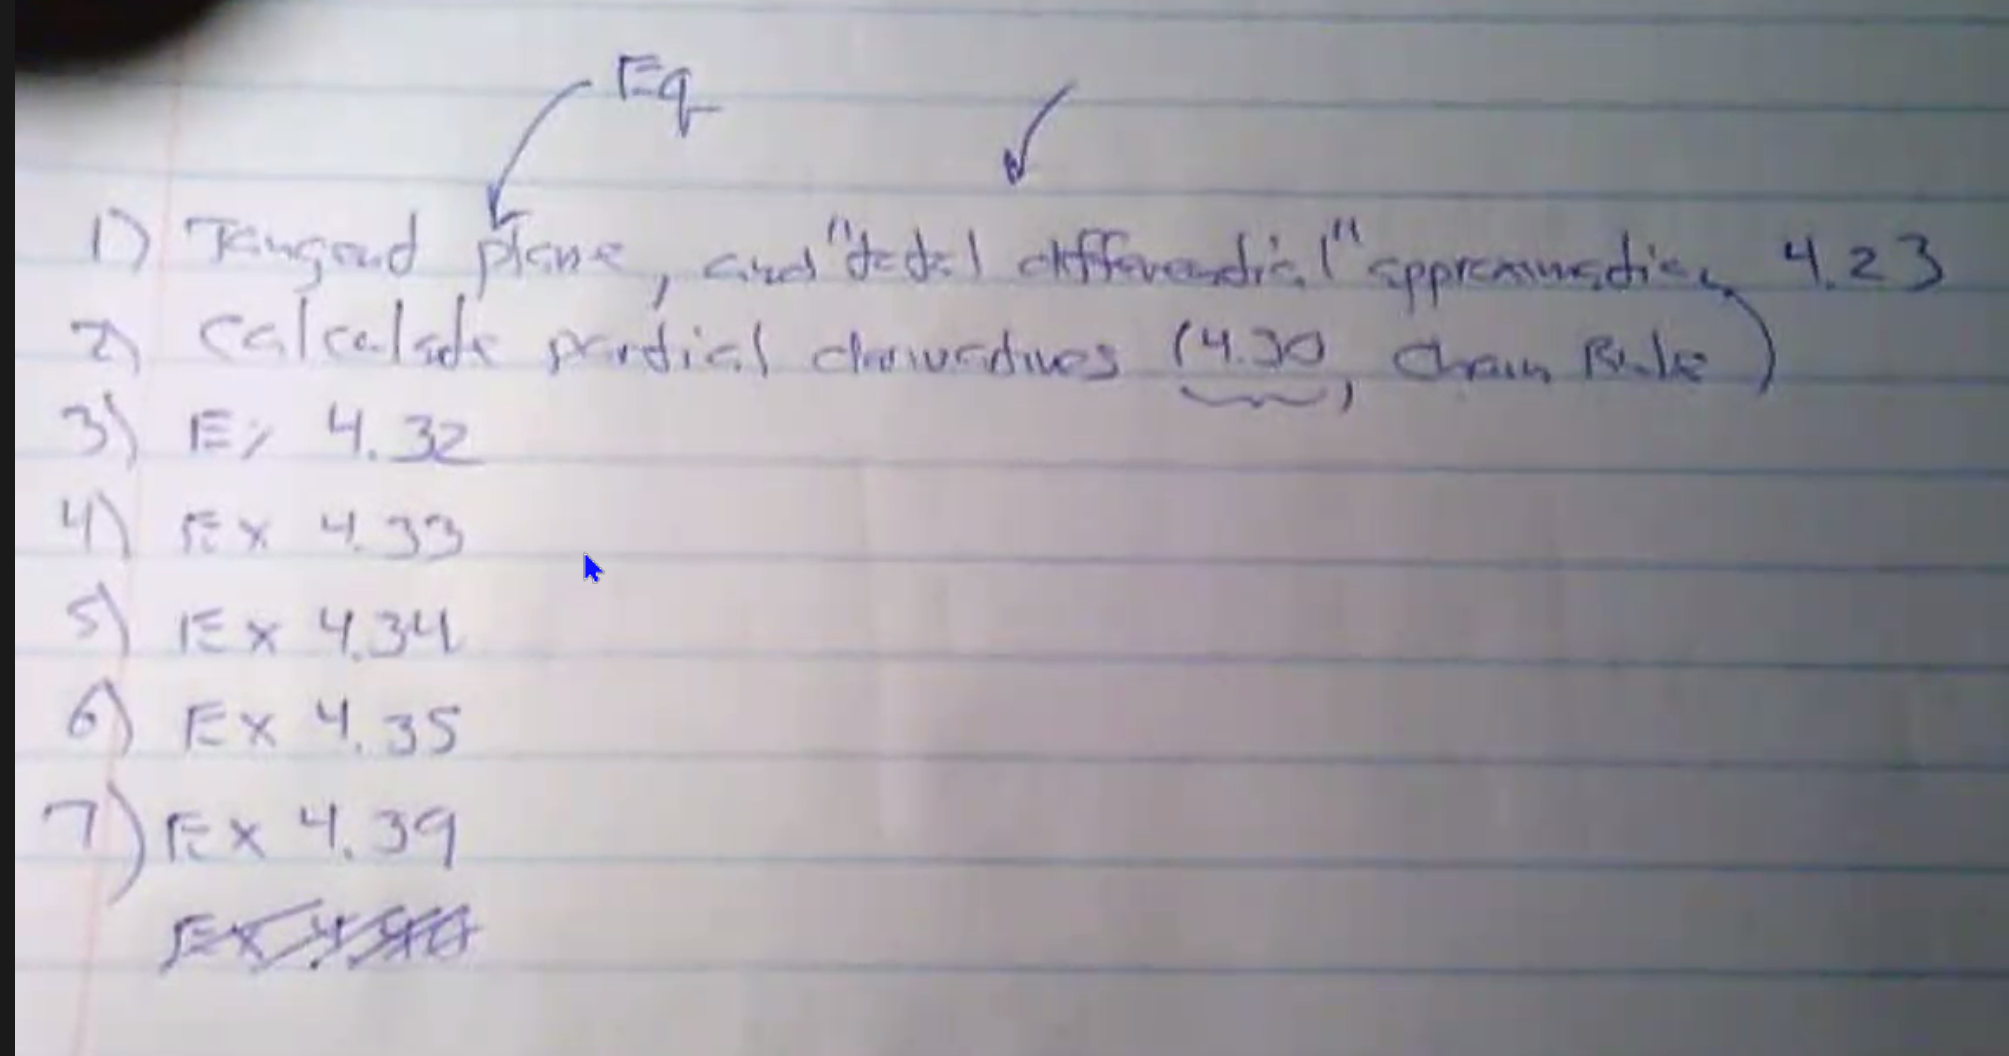 Eq
1) Tangent plane, and "total differential" approximation 4.23
2) Calculate partial derivatives (4.30, Chain Rule)
3) Ex 4.32
4) Ex 4.33
5) Ex 4.34
6) Ex 4.35
7) Ex 4.39